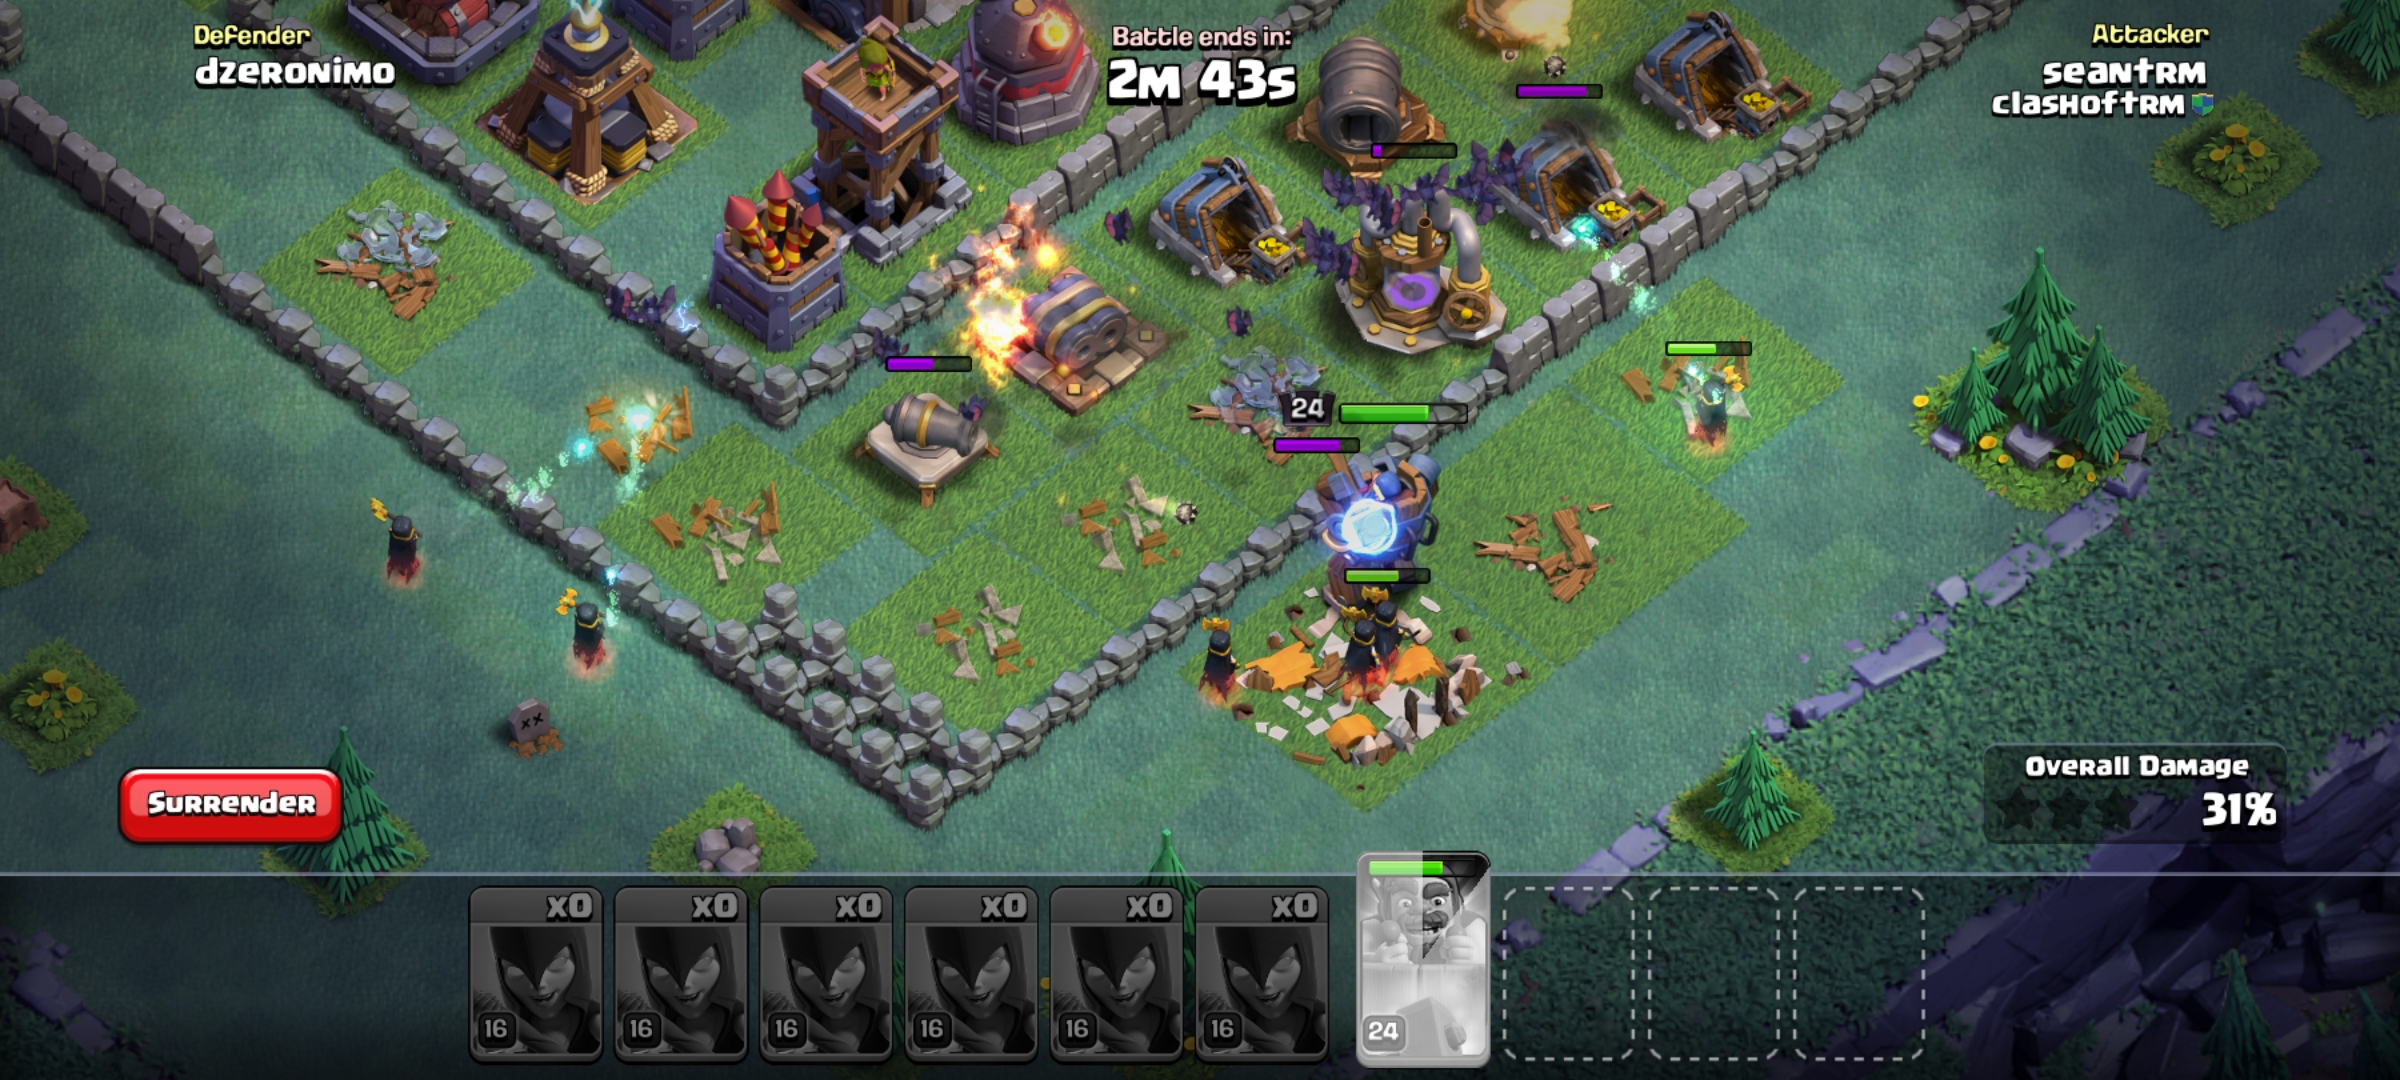 Defender
dzeronimo
Battle ends in:
2m 43s
Attacker
seantrm
clashoftrm
24
xx
Surrender
Overall Damage
31%
x0
x0
x0
x0
x0
x0
16
16
16
16
16
16
24